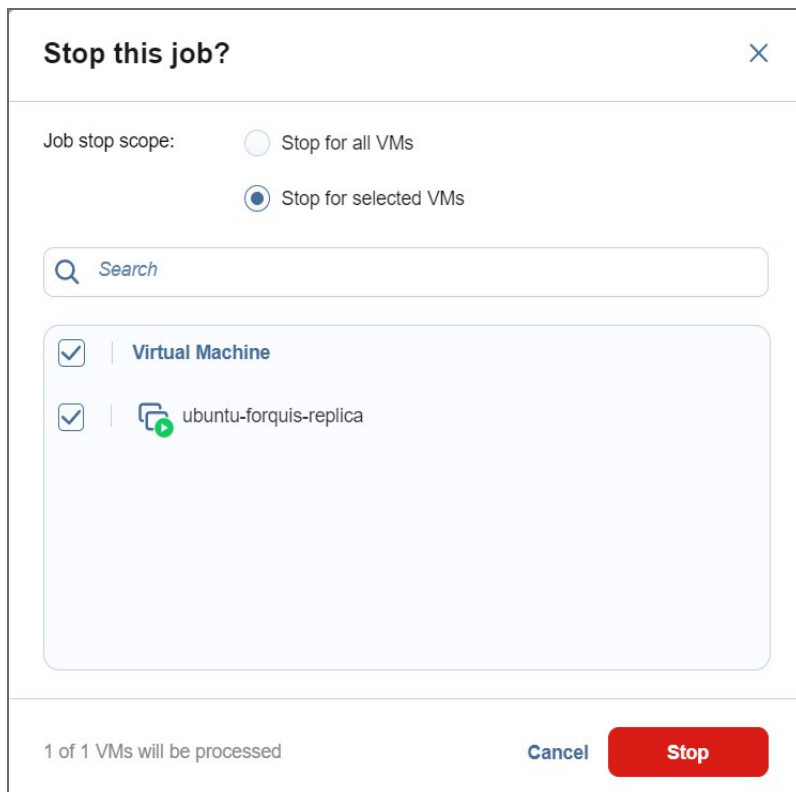 Stop this job?
Job stop scope:
Stop for all VMs
Stop for selected VMs
Search
Virtual Machine
ubuntu-forquis-replica
1 of 1 VMs will be processed
Cancel
Stop